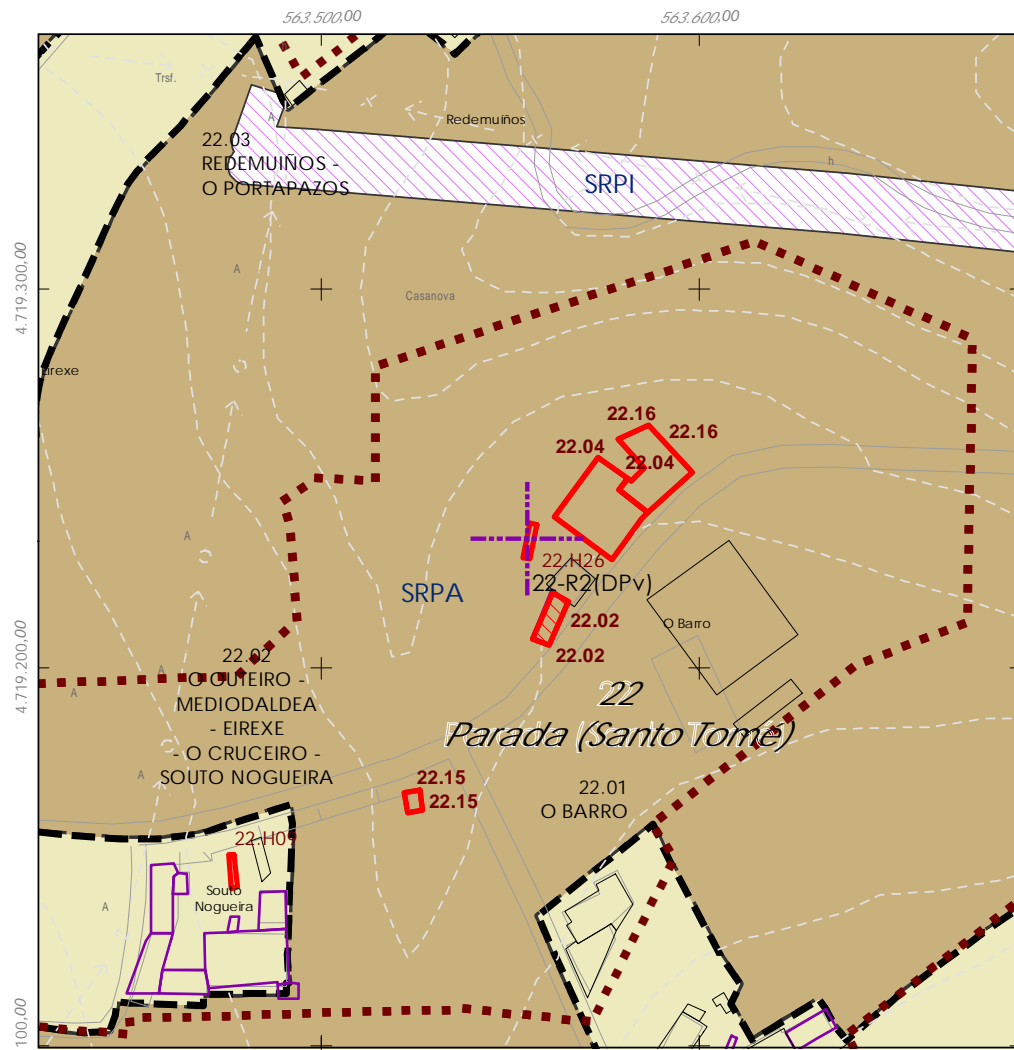 563.500,00
563.600,00
Trsf.
A
A
Redemuíños
22.03
REDEMUIÑOS -
O PORTAPAZOS
h
SRPI
4.719.300,00
A
Casanova
Eirexe
22.16
22.16
22.04
22.04
A
22.H26
22-R2(DPv)
SRPA
22.02
O Barro
22.02
4.719.200,00
22.02
O OUTEIRO -
MEDIODALDEA
- EIREXE
- O CRUCEIRO -
SOUTO NOGUEIRA
A
A
22
Parada (Santo Tomé)
A
22.15
22.15
22.01
O BARRO
22.H09
Souto
Nogueira
A
100,00